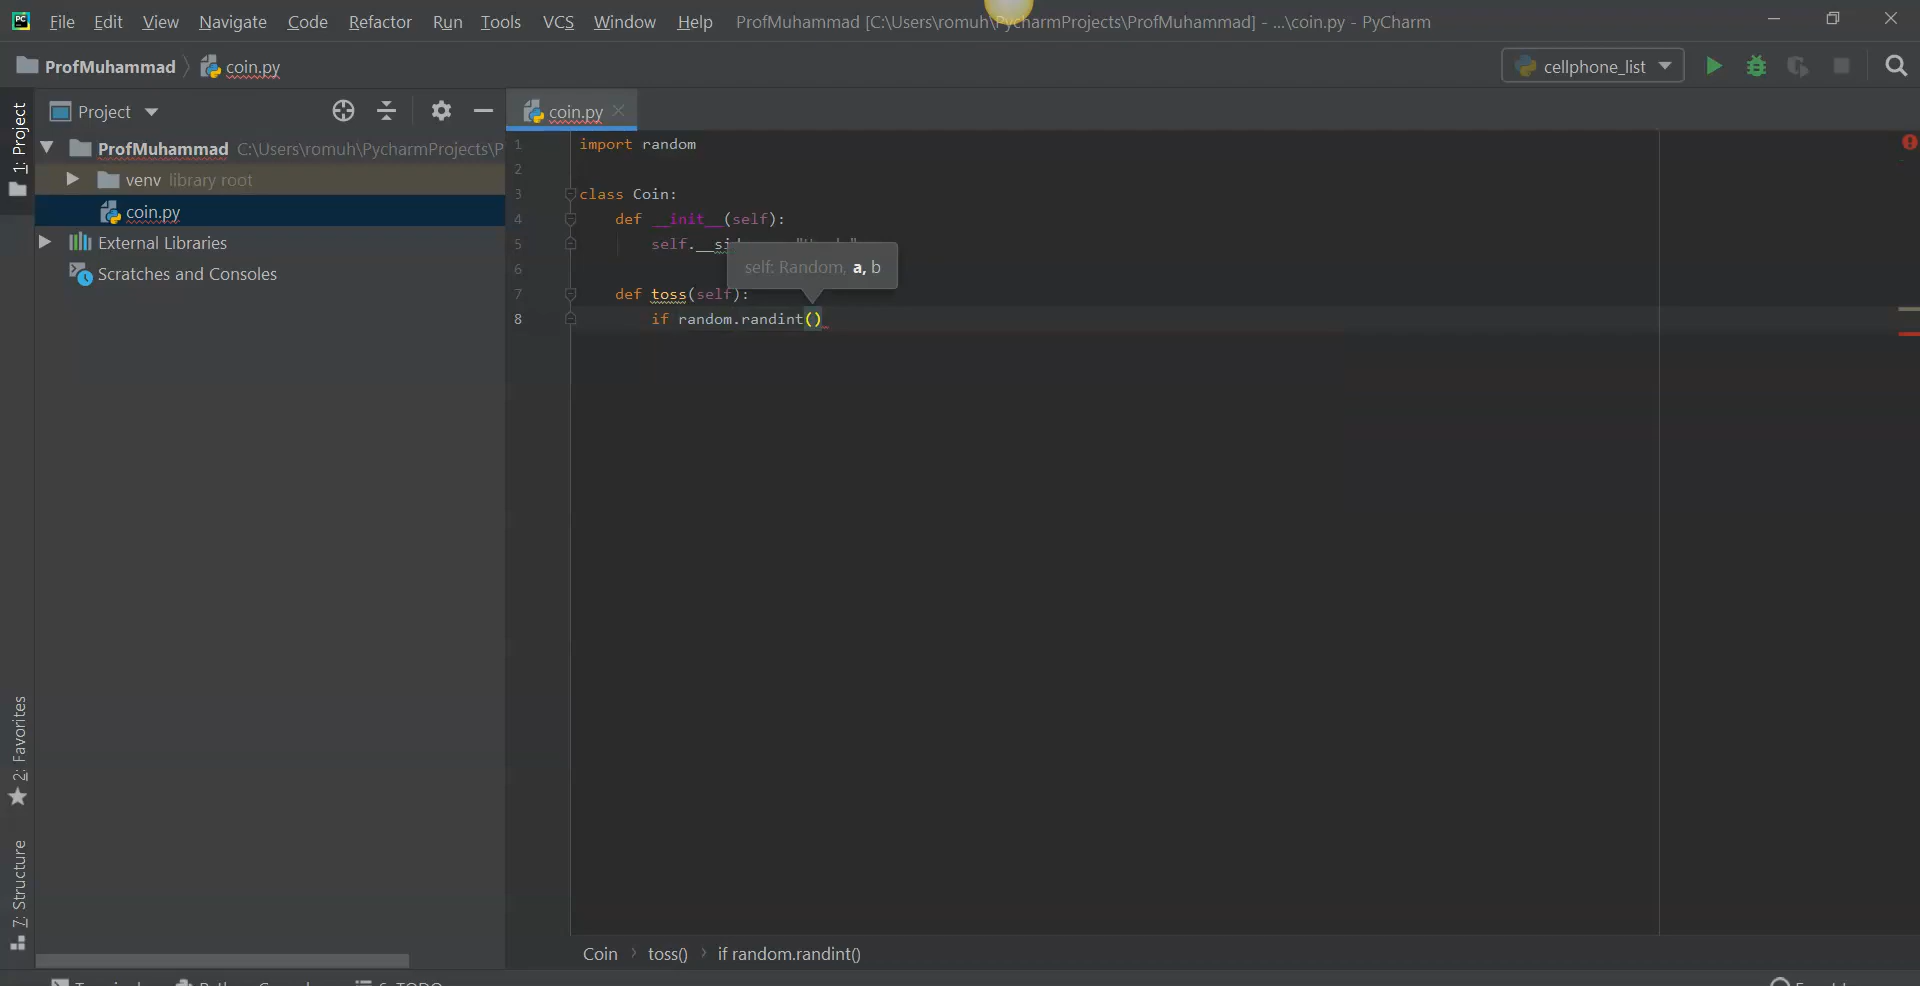 File Edit View Navigate Code Refactor Run Tools VCS Window Help ProfMuhammad [C:\Users\romuh\PycharmProjects\ProfMuhammad] - ...\coin.py - PyCharm
ProfMuhammad coin.py cellphone_list
1: Project
Project
coin.py
ProfMuhammad C:\Users\romuh\PycharmProjects\P
venv library root
coin.py
External Libraries
Scratches and Consoles
1 import random
2
3 class Coin:
4 def __init__(self):
5 self.__si
6
self: Random, a, b
7 def toss(self):
8 if random.randint()
2: Favorites
7: Structure
Coin toss() if random.randint()
6: TODO